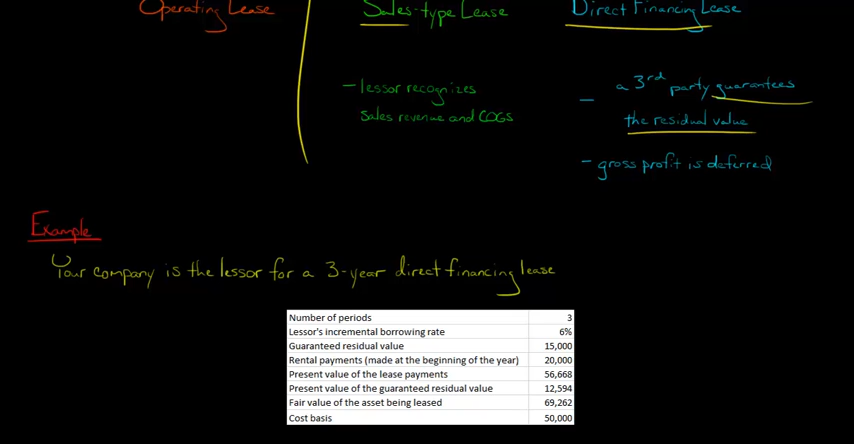 Operating Lease
Sales-type Lease
Direct Financing Lease
- lessor recognizes
Sales revenue and COGS
- a 3rd party guarantees
the residual value
- gross profit is deferred
Example
Your company is the lessor for a 3-year direct financing lease
Number of periods 3
Lessor's incremental borrowing rate 6%
Guaranteed residual value 15,000
Rental payments (made at the beginning of the year) 20,000
Present value of the lease payments 56,668
Present value of the guaranteed residual value 12,594
Fair value of the asset being leased 69,262
Cost basis 50,000